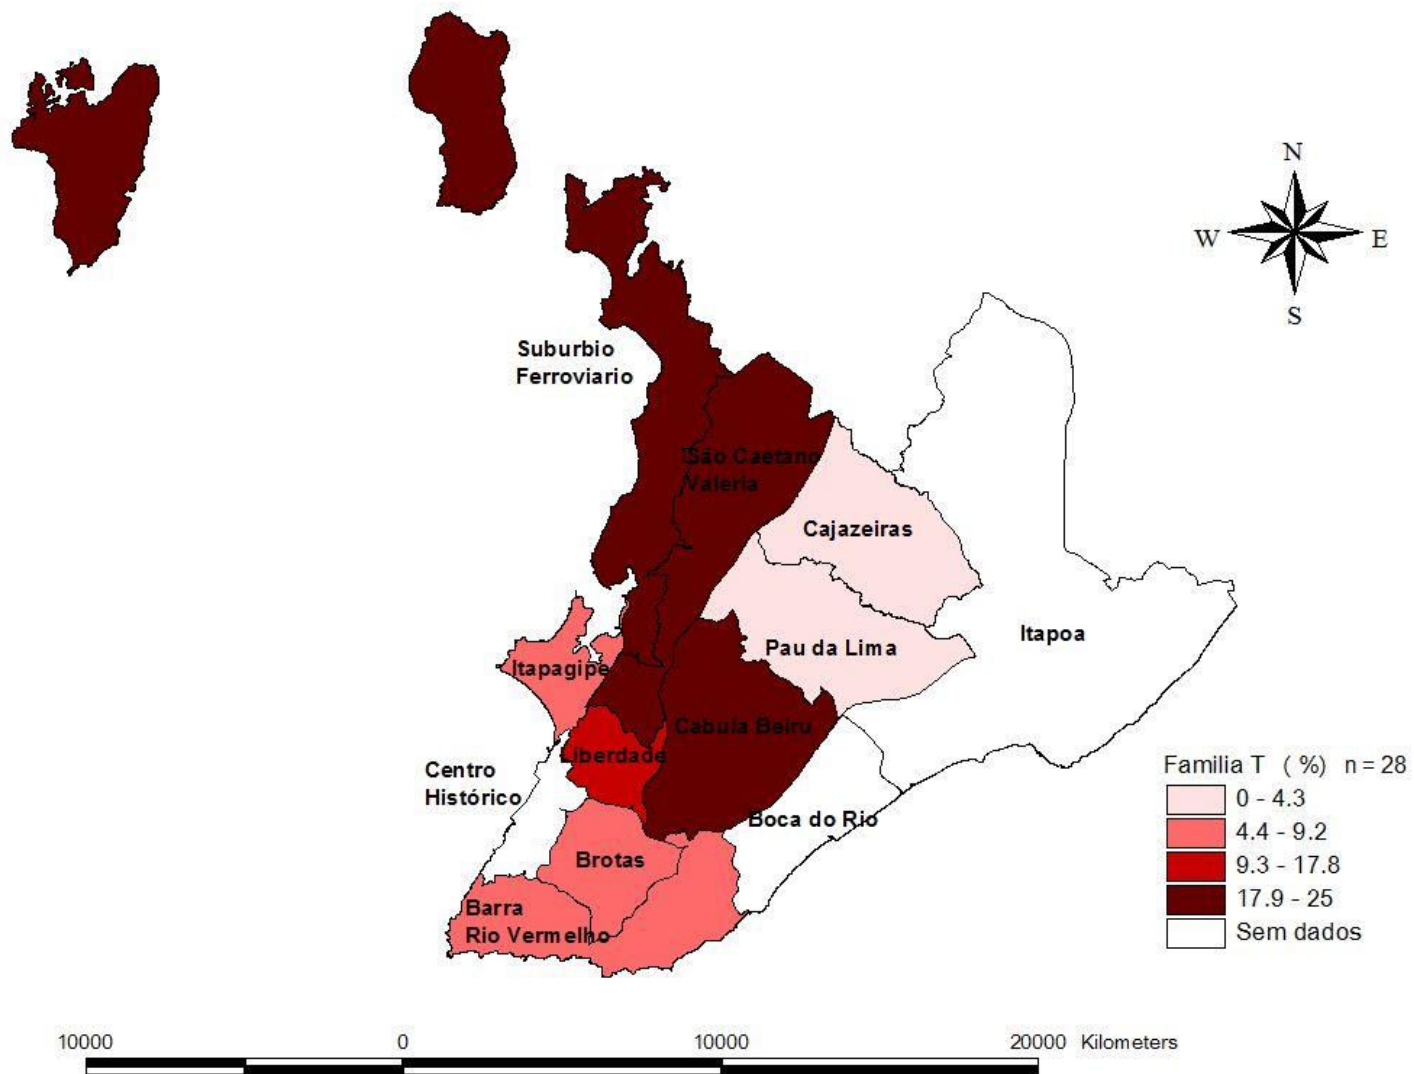 N
W E
S
Suburbio
Ferroviario
São Caetano
Valeria
Cajazeiras
Itapoa
Pau da Lima
Itapagipe
Cabula Beiru
Liberdade
Centro
Histórico
Boca do Rio
Brotas
Barra
Rio Vermelho
Familia T ( %) n = 28
0 - 4.3
4.4 - 9.2
9.3 - 17.8
17.9 - 25
Sem dados
10000 0 10000 20000 Kilometers